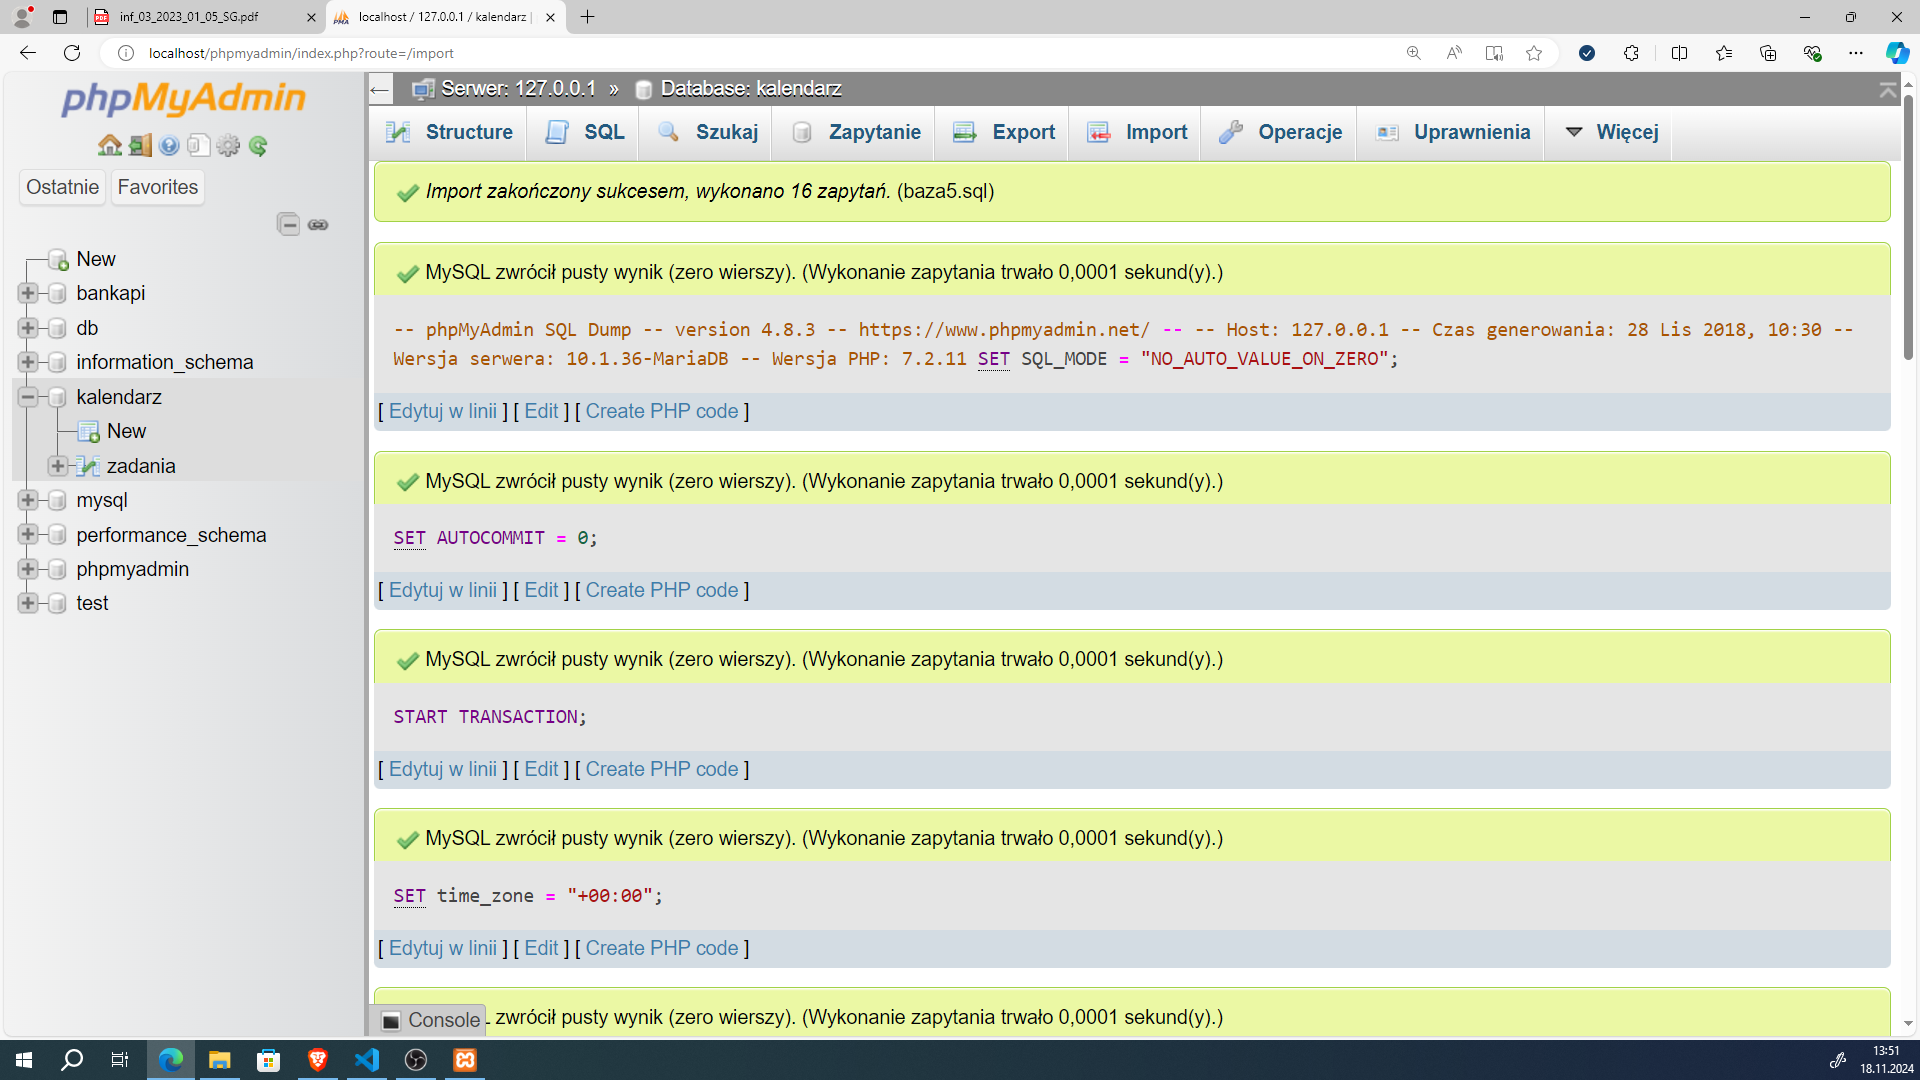 inf_03_2023_01_05_SG.pdf
localhost / 127.0.0.1 / kalendarz |
localhost/phpmyadmin/index.php?route=/import
phpMyAdmin
Ostatnie
Favorites
New
bankapi
db
information_schema
kalendarz
New
zadania
mysql
performance_schema
phpmyadmin
test
Serwer: 127.0.0.1 » Database: kalendarz
Structure SQL Szukaj Zapytanie Export Import Operacje Uprawnienia Więcej
Import zakończony sukcesem, wykonano 16 zapytań. (baza5.sql)
MySQL zwrócił pusty wynik (zero wierszy). (Wykonanie zapytania trwało 0,0001 sekund(y).)
-- phpMyAdmin SQL Dump -- version 4.8.3 -- https://www.phpmyadmin.net/ -- -- Host: 127.0.0.1 -- Czas generowania: 28 Lis 2018, 10:30 --
Wersja serwera: 10.1.36-MariaDB -- Wersja PHP: 7.2.11 SET SQL_MODE = "NO_AUTO_VALUE_ON_ZERO";
[ Edytuj w linii ] [ Edit ] [ Create PHP code ]
MySQL zwrócił pusty wynik (zero wierszy). (Wykonanie zapytania trwało 0,0001 sekund(y).)
SET AUTOCOMMIT = 0;
[ Edytuj w linii ] [ Edit ] [ Create PHP code ]
MySQL zwrócił pusty wynik (zero wierszy). (Wykonanie zapytania trwało 0,0001 sekund(y).)
START TRANSACTION;
[ Edytuj w linii ] [ Edit ] [ Create PHP code ]
MySQL zwrócił pusty wynik (zero wierszy). (Wykonanie zapytania trwało 0,0001 sekund(y).)
SET time_zone = "+00:00";
[ Edytuj w linii ] [ Edit ] [ Create PHP code ]
L zwrócił pusty wynik (zero wierszy). (Wykonanie zapytania trwało 0,0001 sekund(y).)
Console
13:51
18.11.2024